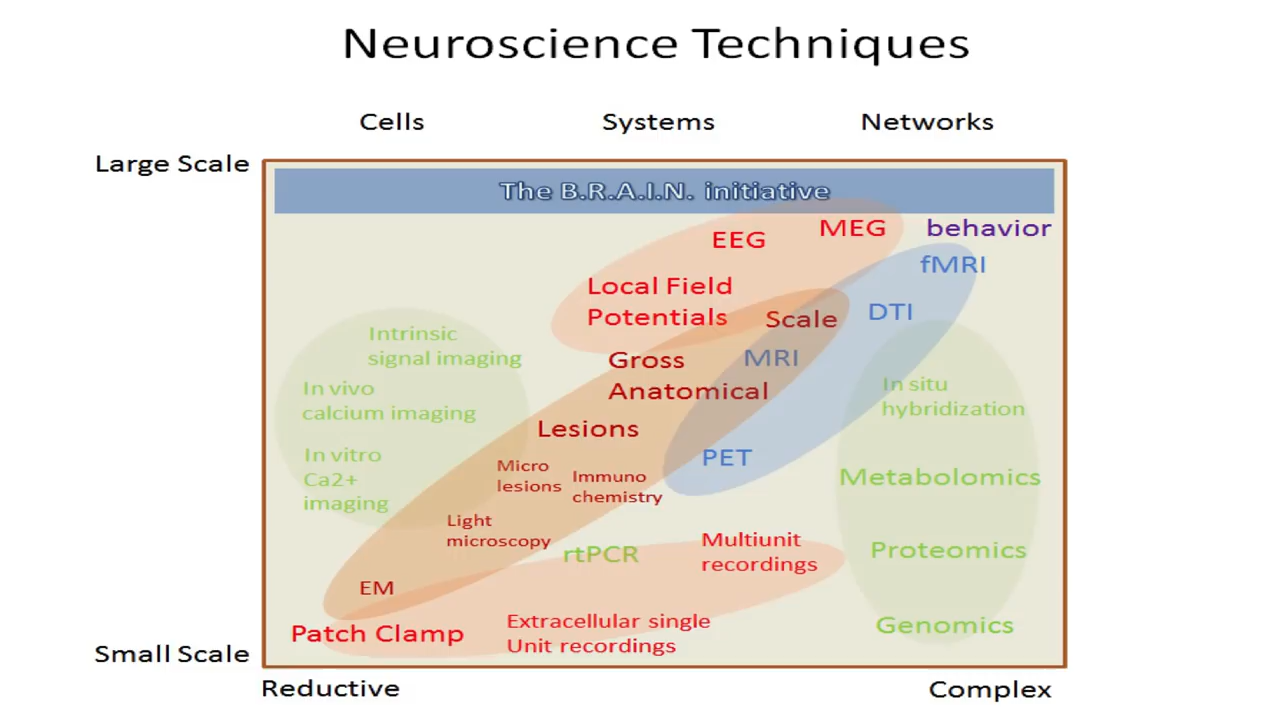 Neuroscience Techniques
Cells
Systems
Networks
Large Scale
The B.R.A.I.N. initiative
EEG
MEG
behavior
fMRI
Local Field
Potentials
Scale
DTI
Intrinsic
signal imaging
Gross
Anatomical
MRI
In vivo
calcium imaging
In situ
hybridization
Lesions
In vitro
Ca2+
imaging
Micro
lesions
Immuno
chemistry
PET
Metabolomics
Light
microscopy
rtPCR
Multiunit
recordings
Proteomics
EM
Patch Clamp
Extracellular single
Unit recordings
Genomics
Small Scale
Reductive
Complex